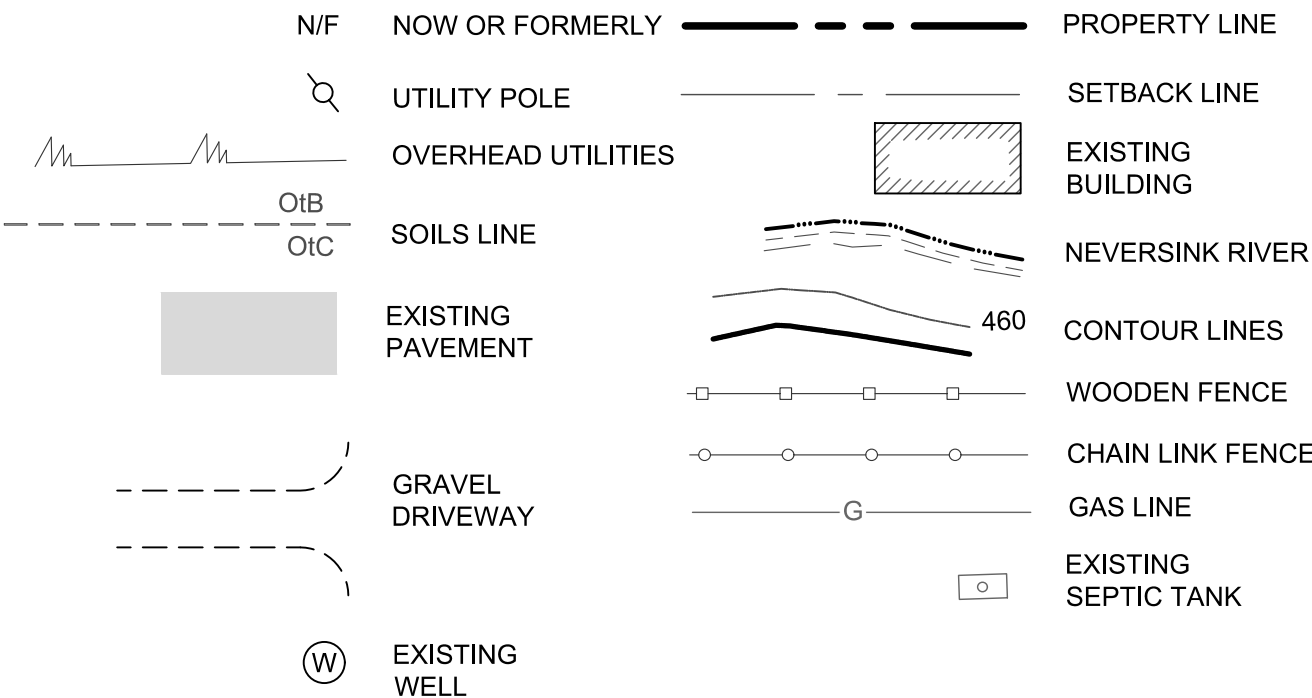 N/F NOW OR FORMERLY
UTILITY POLE
OVERHEAD UTILITIES
OtB
OtC
SOILS LINE
EXISTING
PAVEMENT
GRAVEL
DRIVEWAY
W
EXISTING
WELL
PROPERTY LINE
SETBACK LINE
EXISTING
BUILDING
NEVERSINK RIVER
460
CONTOUR LINES
WOODEN FENCE
CHAIN LINK FENCE
G
GAS LINE
EXISTING
SEPTIC TANK